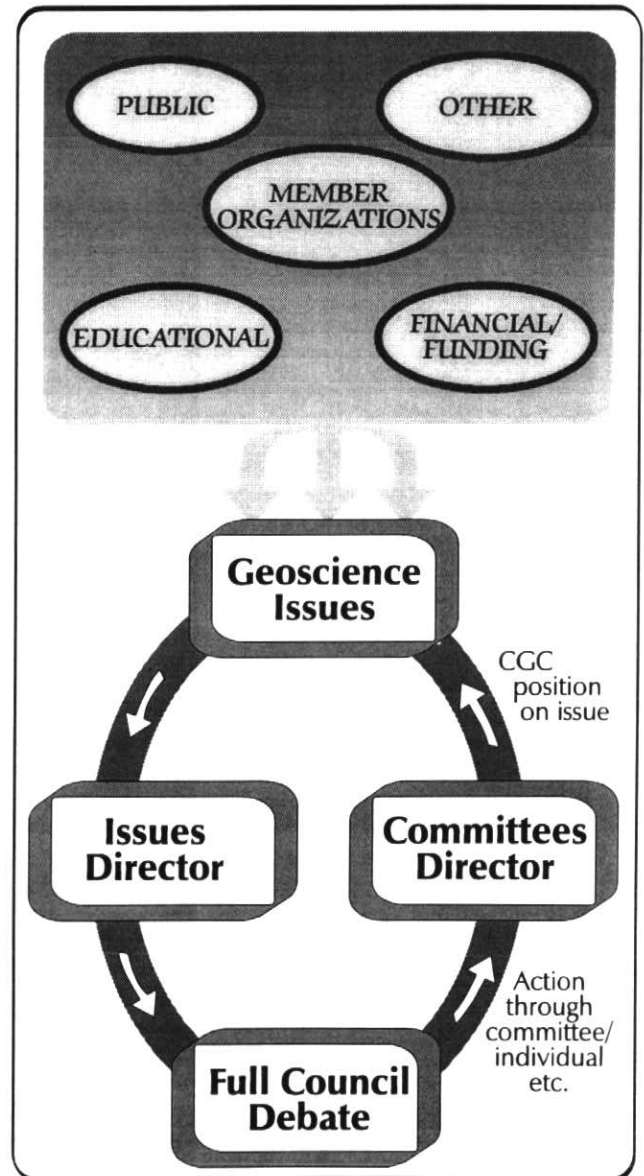 PUBLIC
OTHER
MEMBER
ORGANIZATIONS
EDUCATIONAL
FINANCIAL/
FUNDING
Geoscience
Issues
CGC
position
on issue
Issues
Director
Committees
Director
Action
through
committee/
individual
etc.
Full Council
Debate